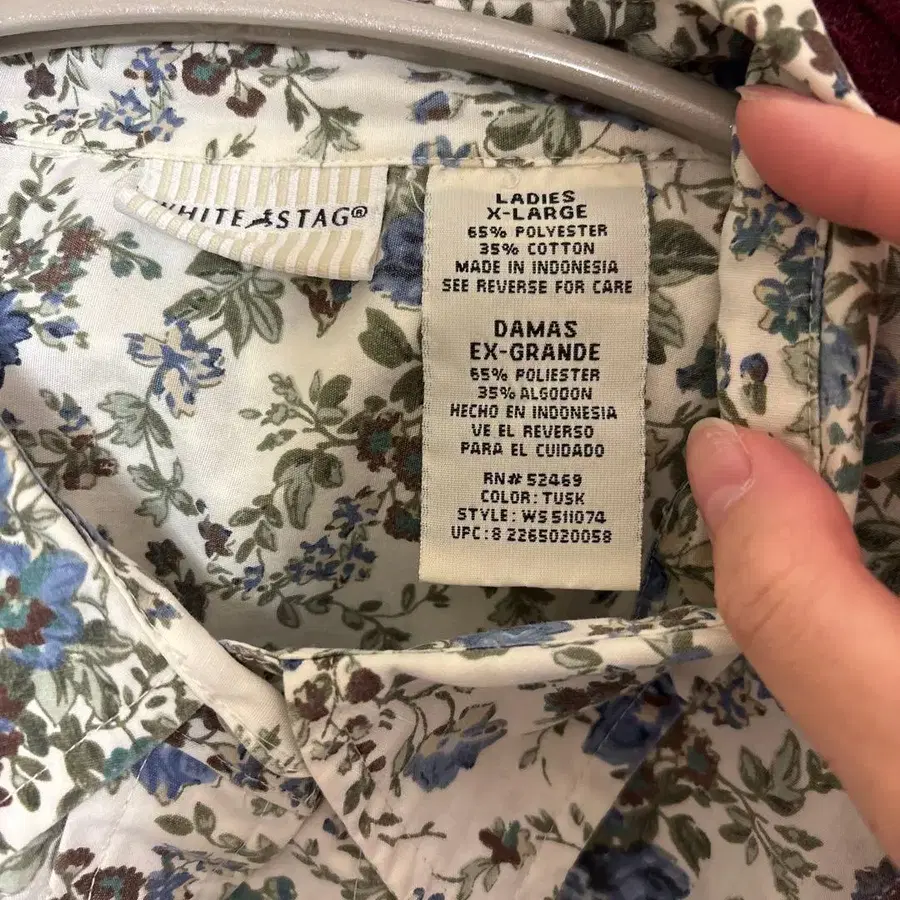 WHITE STAG®
LADIES
X-LARGE
65% POLYESTER
35% COTTON
MADE IN INDONESIA
SEE REVERSE FOR CARE
DAMAS
EX-GRANDE
65% POLIESTER
35% ALGODON
HECHO EN INDONESIA
VE EL REVERSO
PARA EL CUIDADO
RN# 52469
COLOR: TUSK
STYLE: WS511074
UPC: 8 2265020058